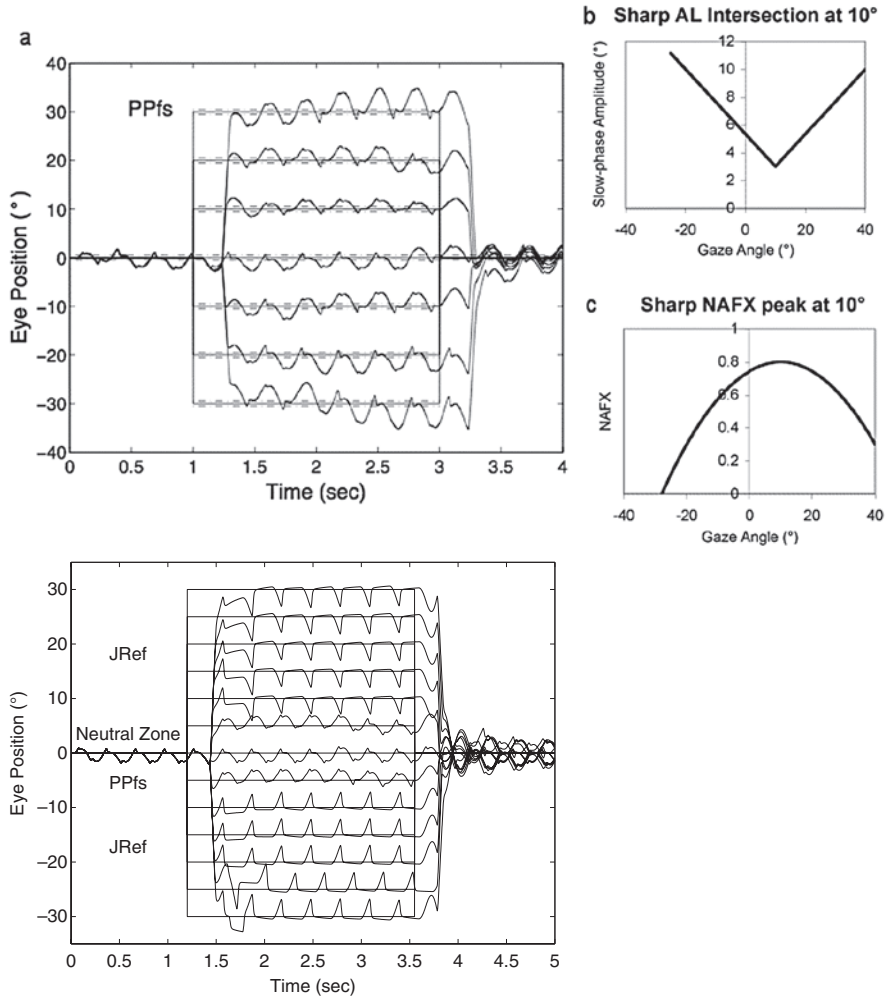 a
PPfs
40
30
20
10
0
−10
−20
−30
−40
Eye Position (°)
0 0.5 1 1.5 2 2.5 3 3.5 4
Time (sec)
b Sharp AL Intersection at 10°
12
10
8
6
4
2
0
Slow-phase Amplitude (°)
-40 -20 0 20 40
Gaze Angle (°)
c Sharp NAFX peak at 10°
1
0.8
0.6
0.4
0.2
0
NAFX
-40 -20 0 20 40
Gaze Angle (°)
30
20
10
0
−10
−20
−30
Eye Position (°)
JRef
Neutral Zone
PPfs
JRef
0 0.5 1 1.5 2 2.5 3 3.5 4 4.5 5
Time (sec)